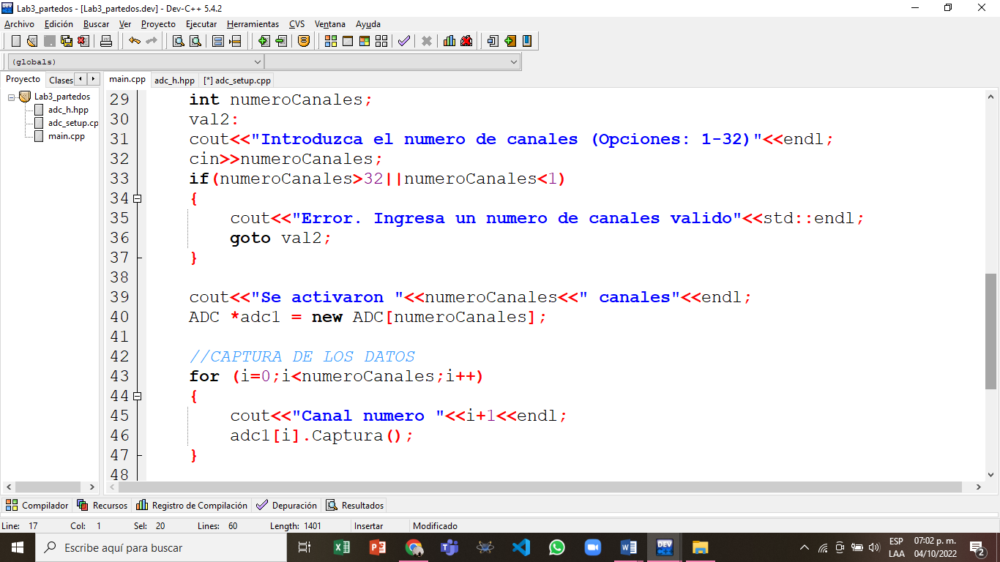 Lab3_partedos - [Lab3_partedos.dev] - Dev-C++ 5.4.2
Archivo Edición Buscar Ver Proyecto Ejecutar Herramientas CVS Ventana Ayuda
(globals)
Proyecto Clases main.cpp adc_h.hpp [*] adc_setup.cpp
Lab3_partedos
adc_h.hpp
adc_setup.cp
main.cpp
29 int numeroCanales;
30 val2:
31 cout<<"Introduzca el numero de canales (Opciones: 1-32)"<<endl;
32 cin>>numeroCanales;
33 if(numeroCanales>32||numeroCanales<1)
34 {
35 cout<<"Error. Ingresa un numero de canales valido"<<std::endl;
36 goto val2;
37 }
38
39 cout<<"Se activaron "<<numeroCanales<<" canales"<<endl;
40 ADC *adc1 = new ADC[numeroCanales];
41
42 //CAPTURA DE LOS DATOS
43 for (i=0;i<numeroCanales;i++)
44 {
45 cout<<"Canal numero "<<i+1<<endl;
46 adc1[i].Captura();
47 }
48
Compilador Recursos Registro de Compilación Depuración Resultados
Line: 17 Col: 1 Sel: 20 Lines: 60 Length: 1401 Insertar Modificado
Escribe aquí para buscar
DEV
ESP 07:02 p. m.
LAA 04/10/2022
2